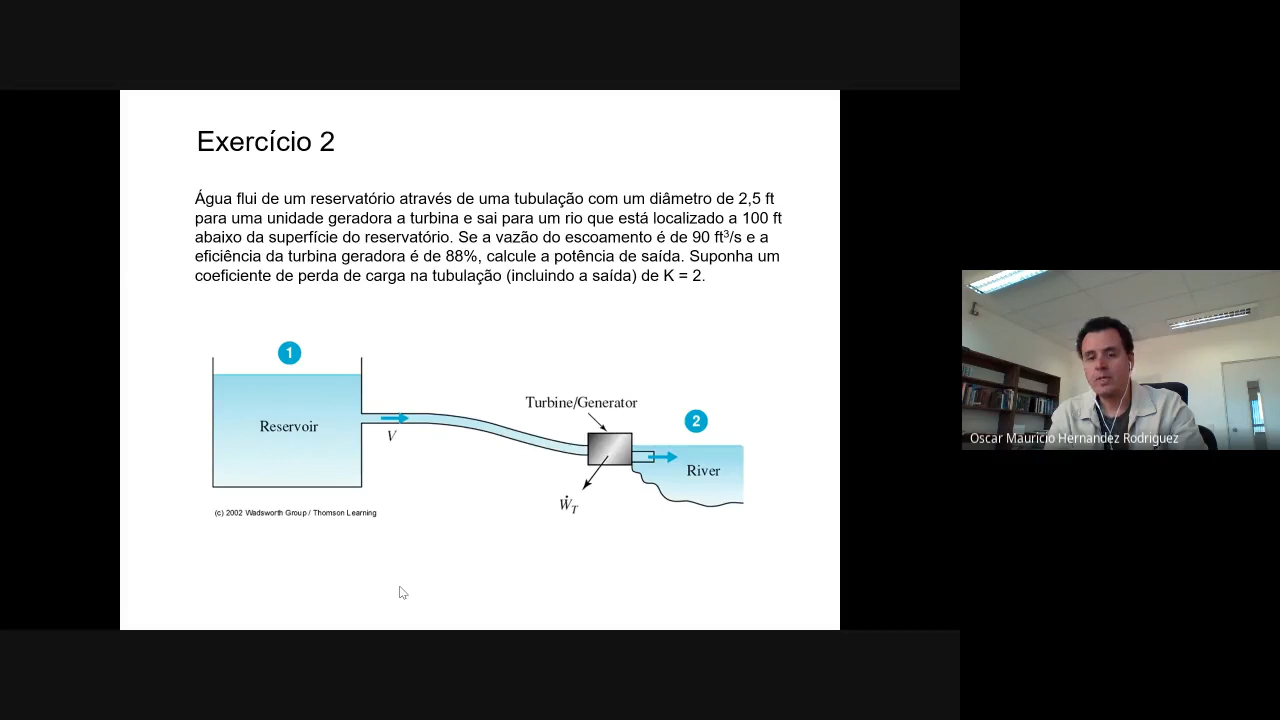 Exercício 2
Água flui de um reservatório através de uma tubulação com um diâmetro de 2,5 ft
para uma unidade geradora a turbina e sai para um rio que está localizado a 100 ft
abaixo da superfície do reservatório. Se a vazão do escoamento é de 90 ft³/s e a
eficiência da turbina geradora é de 88%, calcule a potência de saída. Suponha um
coeficiente de perda de carga na tubulação (incluindo a saída) de K = 2.
1
Turbine/Generator
2
Reservoir
V
River
Ẇ_T
(c) 2002 Wadsworth Group / Thomson Learning
Oscar Mauricio Hernandez Rodriguez